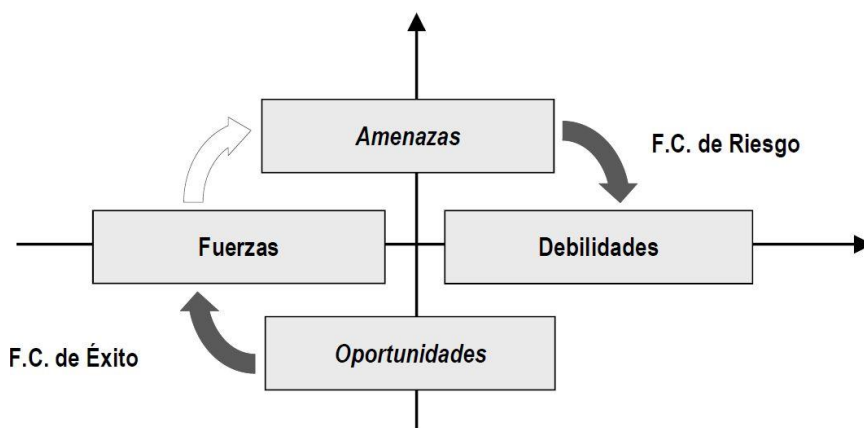 Amenazas
F.C. de Riesgo
Fuerzas
Debilidades
F.C. de Éxito
Oportunidades